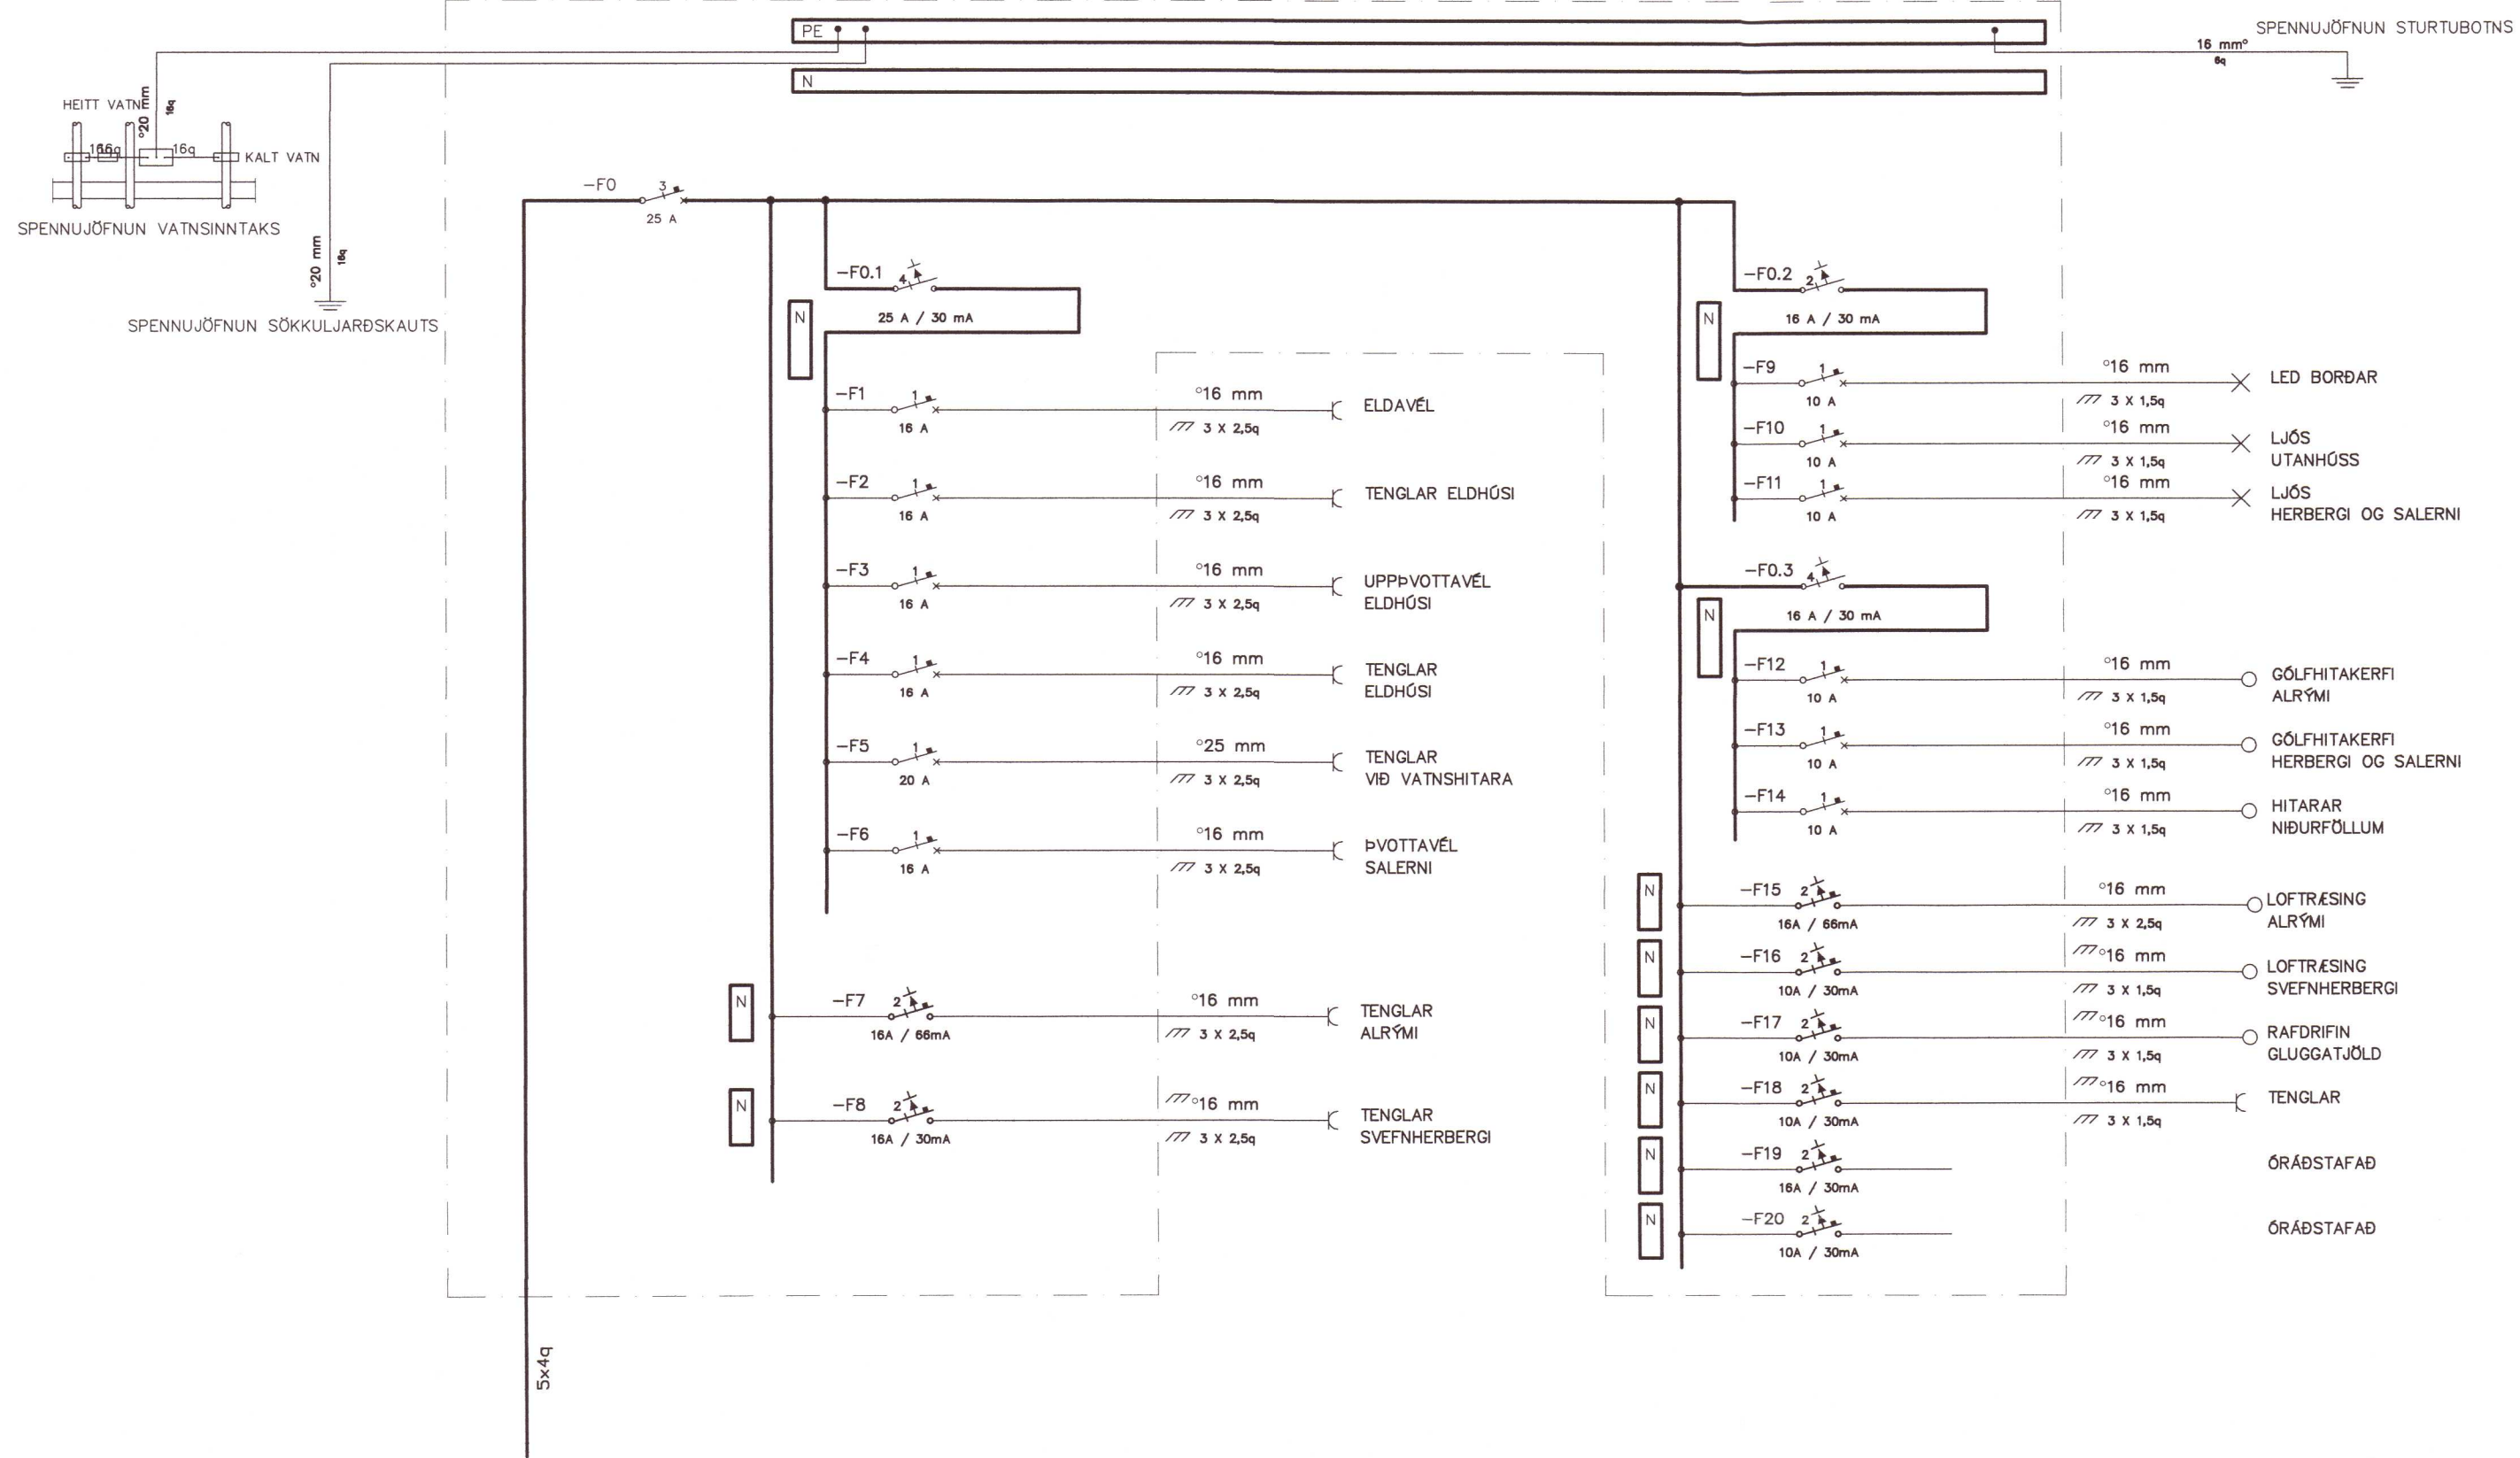 PE
N
SPENNUJÖFNUN STURTUBOTNS
16 mm°
6q
HEITT VATN
°20 mm
16q
16q
16q
16q
KALT VATN
SPENNUJÖFNUN VATNSINNTAKS
°20 mm
16q
SPENNUJÖFNUN SÖKKULJARÐSKAUTS
-F0
3
25 A
-F0.1
4
25 A / 30 mA
N
-F1
1
16 A
°16 mm
3 X 2,5q
ELDAVÉL
-F2
1
16 A
°16 mm
3 X 2,5q
TENGLAR ELDHÚSI
-F3
1
16 A
°16 mm
3 X 2,5q
UPPÞVOTTAVÉL
ELDHÚSI
-F4
1
16 A
°16 mm
3 X 2,5q
TENGLAR
ELDHÚSI
-F5
1
20 A
°25 mm
3 X 2,5q
TENGLAR
VIÐ VATNSHITARA
-F6
1
16 A
°16 mm
3 X 2,5q
ÞVOTTAVÉL
SALERNI
N
-F7
2
16A / 66mA
°16 mm
3 X 2,5q
TENGLAR
ALRÝMI
N
-F8
2
16A / 30mA
°16 mm
3 X 2,5q
TENGLAR
SVEFNHERBERGI
-F0.2
2
16 A / 30 mA
N
-F9
1
10 A
°16 mm
3 X 1,5q
LED BORÐAR
-F10
1
10 A
°16 mm
3 X 1,5q
LJÓS
UTANHÚSS
-F11
1
10 A
°16 mm
3 X 1,5q
LJÓS
HERBERGI OG SALERNI
-F0.3
4
16 A / 30 mA
N
-F12
1
10 A
°16 mm
3 X 1,5q
GÓLFHITAKERFI
ALRÝMI
-F13
1
10 A
°16 mm
3 X 1,5q
GÓLFHITAKERFI
HERBERGI OG SALERNI
-F14
1
10 A
°16 mm
3 X 1,5q
HITARAR
NIÐURFÖLLUM
N
-F15
2
16A / 66mA
°16 mm
3 X 2,5q
LOFTRÆSING
ALRÝMI
N
-F16
2
10A / 30mA
°16 mm
3 X 1,5q
LOFTRÆSING
SVEFNHERBERGI
N
-F17
2
10A / 30mA
°16 mm
3 X 1,5q
RAFDRIFIN
GLUGGATJÖLD
N
-F18
2
10A / 30mA
°16 mm
3 X 1,5q
TENGLAR
N
-F19
2
16A / 30mA
ÓRÁÐSTAFAÐ
N
-F20
2
10A / 30mA
ÓRÁÐSTAFAÐ
5x4q